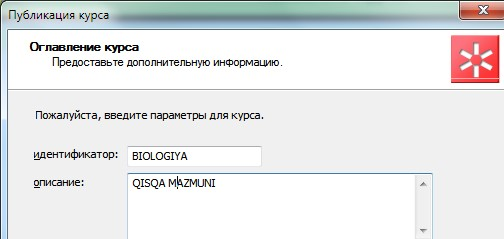 Публикация курса
Оглавление курса
Предоставьте дополнительную информацию.
Пожалуйста, введите параметры для курса.
идентификатор: BIOLOGIYA
описание: QISQA MAZMUNI